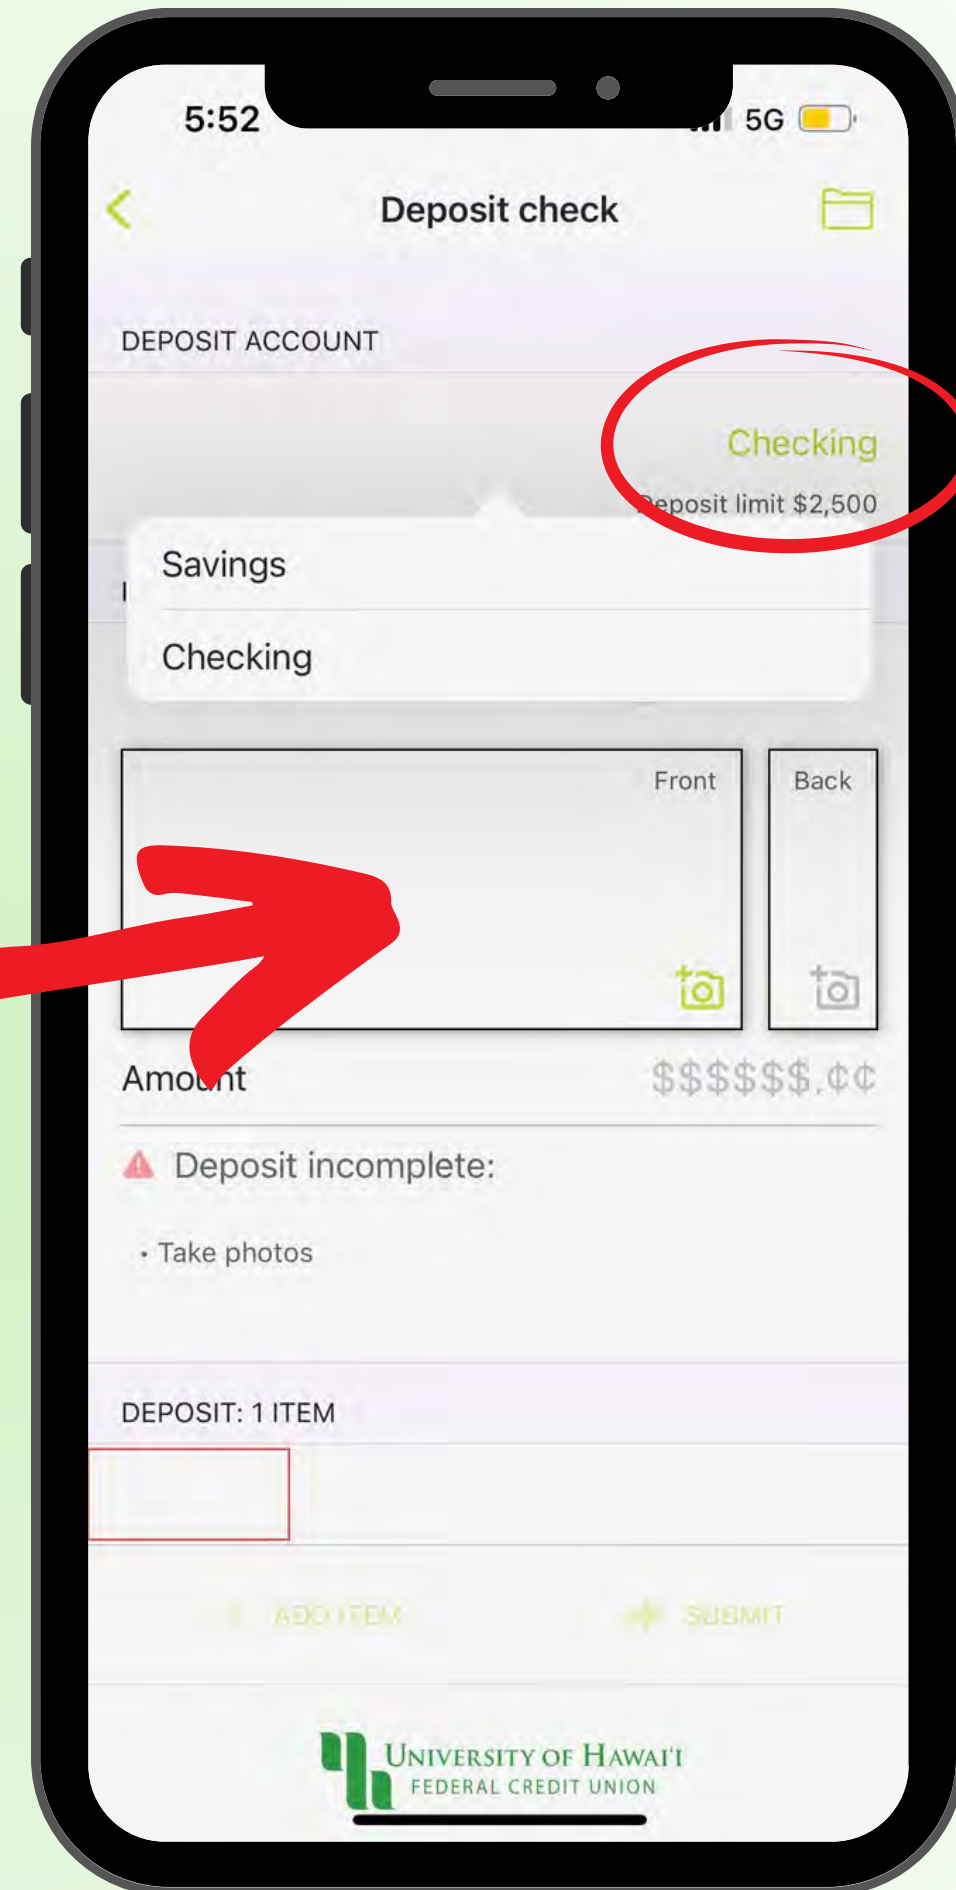 5:52
5G
Deposit check
DEPOSIT ACCOUNT
Checking
Deposit limit $2,500
Savings
Checking
Front
Back
Amount
$$$$$$.¢¢
Deposit incomplete:
• Take photos
DEPOSIT: 1 ITEM
ADD ITEM
SUBMIT
UNIVERSITY OF HAWAI‘I
FEDERAL CREDIT UNION